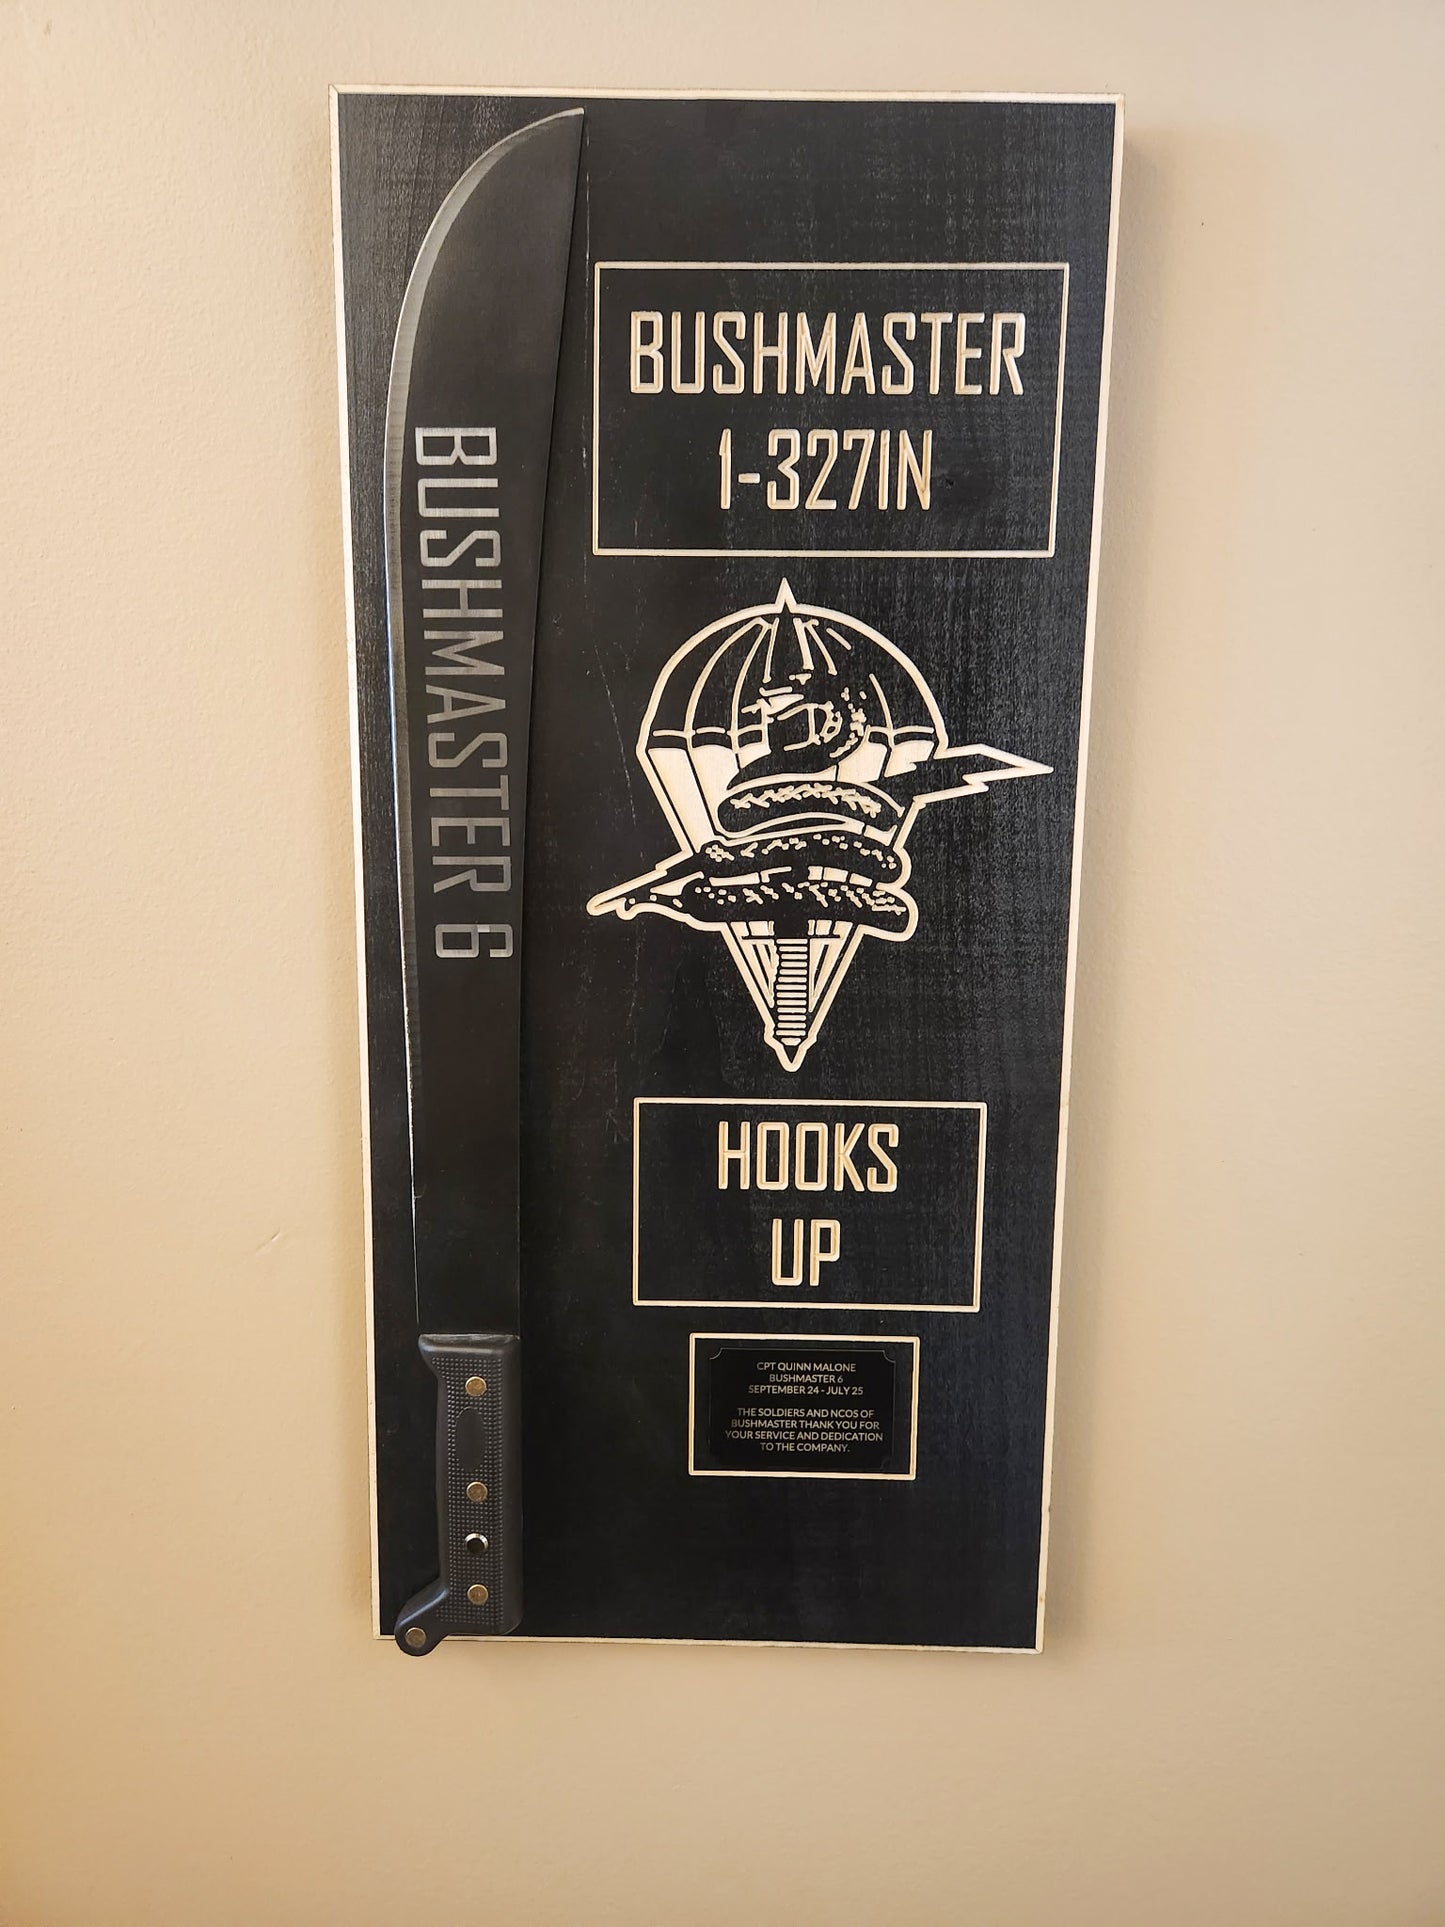 BUSHMASTER 6
BUSHMASTER
1-327IN
HOOKS
UP
CPT QUINN MALONE
BUSHMASTER 6
SEPTEMBER 24 - JULY 25
THE SOLDIERS AND NCOS OF
BUSHMASTER THANK YOU FOR
YOUR SERVICE AND DEDICATION
TO THE COMPANY.